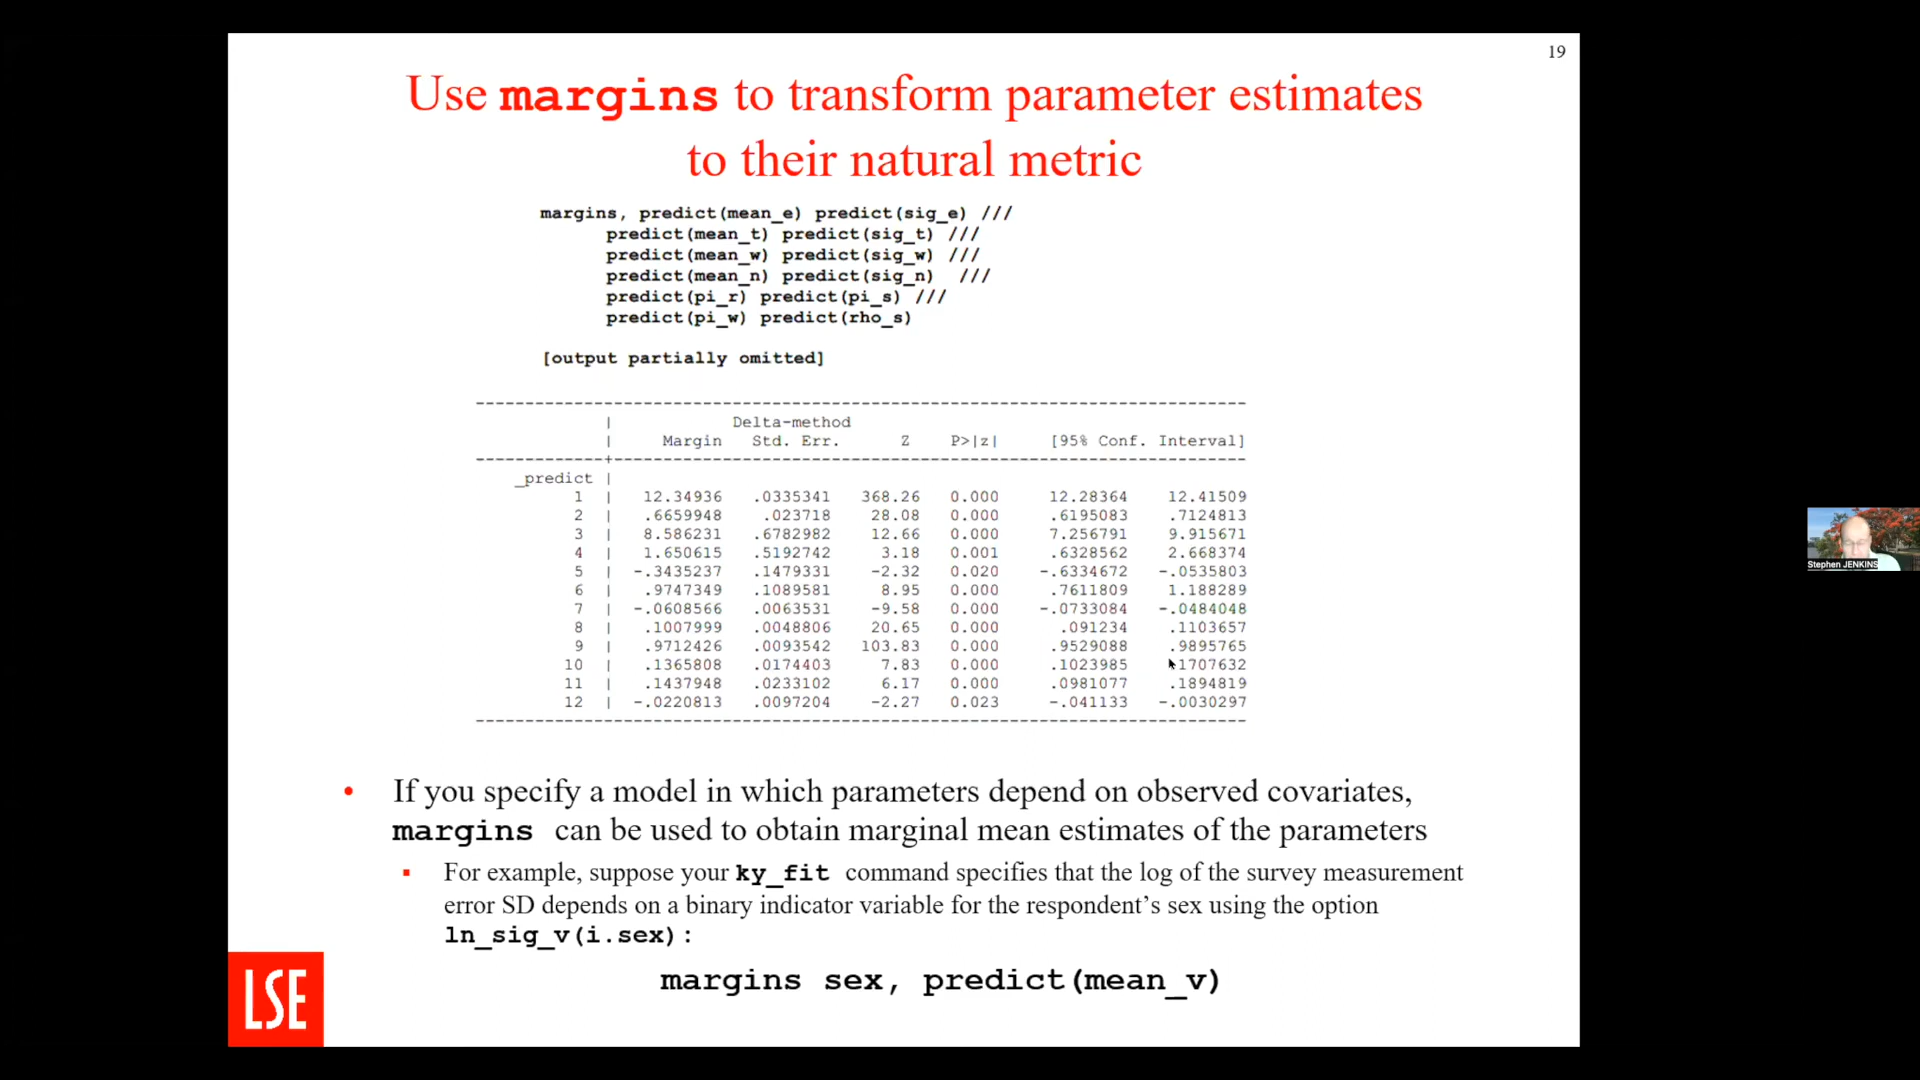 19
Use margins to transform parameter estimates
to their natural metric
margins, predict(mean_e) predict(sig_e) ///
predict(mean_t) predict(sig_t) ///
predict(mean_w) predict(sig_w) ///
predict(mean_n) predict(sig_n) ///
predict(pi_r) predict(pi_s) ///
predict(pi_w) predict(rho_s)
[output partially omitted]
| Delta-method
| Margin Std. Err. Z P>|z| [95% Conf. Interval]
_predict |
1 | 12.34936 .0335341 368.26 0.000 12.28364 12.41509
2 | .6659948 .023718 28.08 0.000 .6195083 .7124813
3 | 8.586231 .6782982 12.66 0.000 7.256791 9.915671
4 | 1.650615 .5192742 3.18 0.001 .6328562 2.668374
5 | -.3435237 .1479331 -2.32 0.020 -.6334672 -.0535803
6 | .9747349 .1089581 8.95 0.000 .7611809 1.188289
7 | -.0608566 .0063531 -9.58 0.000 -.0733084 -.0484048
8 | .1007999 .0048806 20.65 0.000 .091234 .1103657
9 | .9712426 .0093542 103.83 0.000 .9529088 .9895765
10 | .1365808 .0174403 7.83 0.000 .1023985 .1707632
11 | .1437948 .0233102 6.17 0.000 .0981077 .1894819
12 | -.0220813 .0097204 -2.27 0.023 -.041133 -.0030297
• If you specify a model in which parameters depend on observed covariates,
margins can be used to obtain marginal mean estimates of the parameters
▪ For example, suppose your ky_fit command specifies that the log of the survey measurement
error SD depends on a binary indicator variable for the respondent's sex using the option
ln_sig_v(i.sex):
margins sex, predict(mean_v)
LSE
Stephen JENKINS